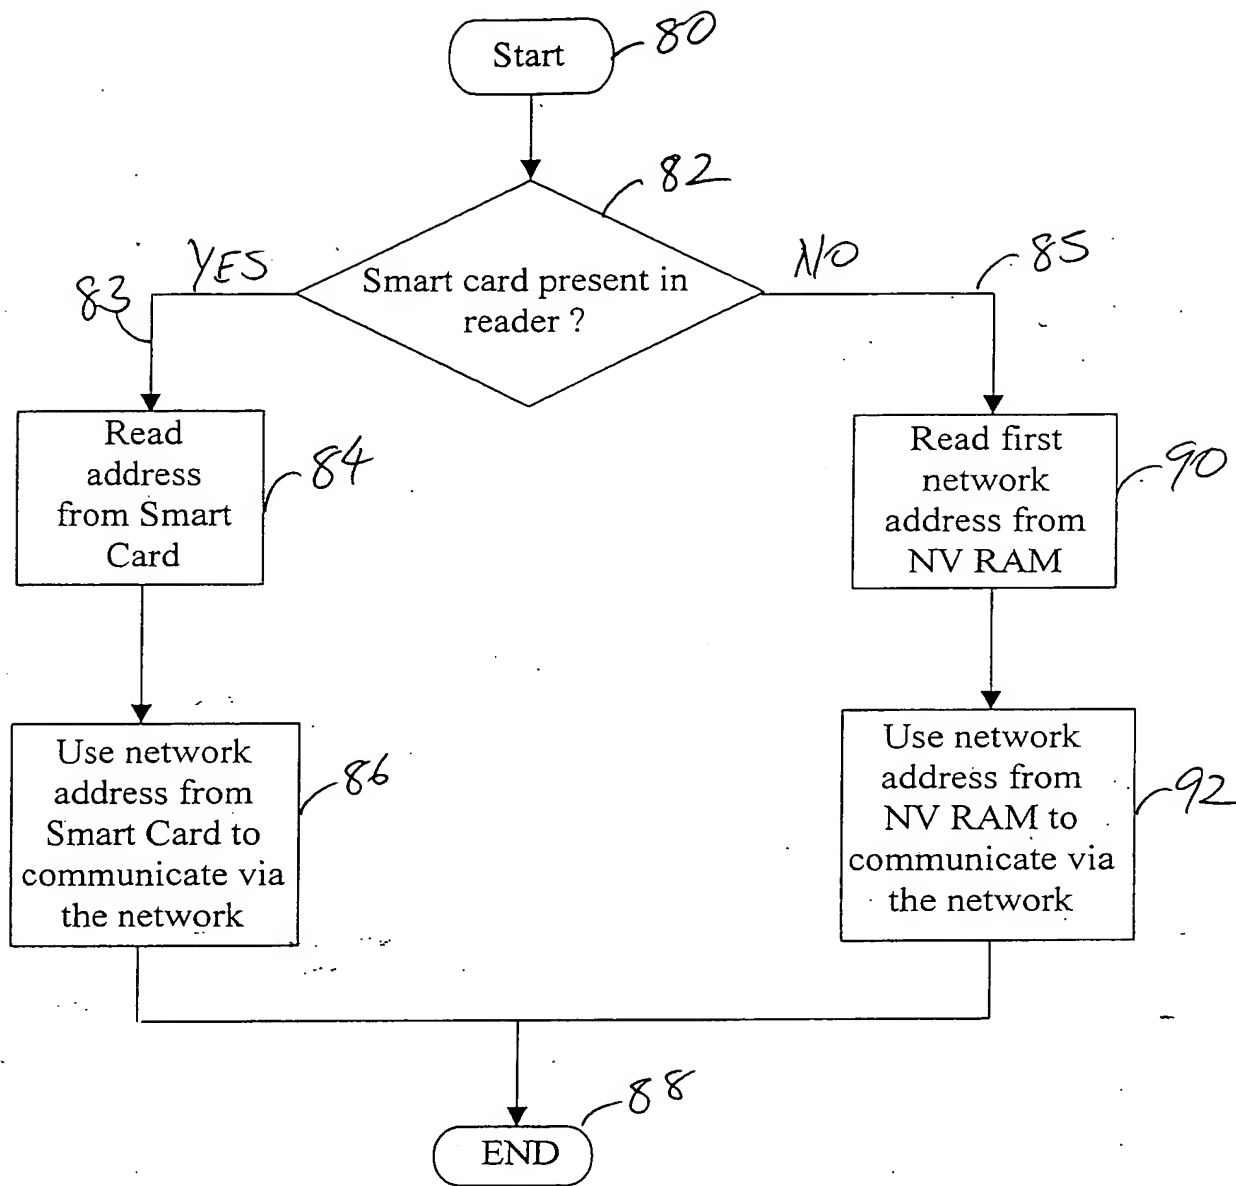 Start
80
82
YES
NO
85
83
Smart card present in
reader ?
Read
address
from Smart
Card
84
Read first
network
address from
NV RAM
90
Use network
address from
Smart Card to
communicate via
the network
86
Use network
address from
NV RAM to
communicate via
the network
92
88
END